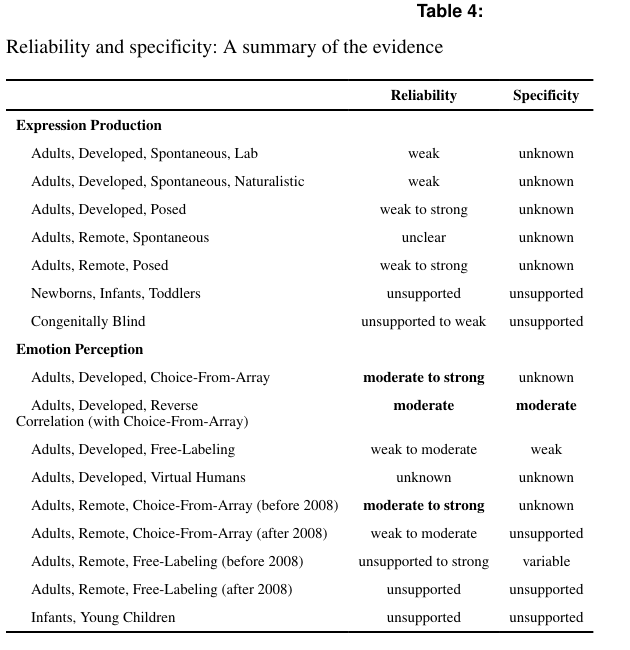 Table 4:
Reliability and specificity: A summary of the evidence
Reliability Specificity
Expression Production
Adults, Developed, Spontaneous, Lab weak unknown
Adults, Developed, Spontaneous, Naturalistic weak unknown
Adults, Developed, Posed weak to strong unknown
Adults, Remote, Spontaneous unclear unknown
Adults, Remote, Posed weak to strong unknown
Newborns, Infants, Toddlers unsupported unsupported
Congenitally Blind unsupported to weak unsupported
Emotion Perception
Adults, Developed, Choice-From-Array moderate to strong unknown
Adults, Developed, Reverse moderate moderate
Correlation (with Choice-From-Array)
Adults, Developed, Free-Labeling weak to moderate weak
Adults, Developed, Virtual Humans unknown unknown
Adults, Remote, Choice-From-Array (before 2008) moderate to strong unknown
Adults, Remote, Choice-From-Array (after 2008) weak to moderate unsupported
Adults, Remote, Free-Labeling (before 2008) unsupported to strong variable
Adults, Remote, Free-Labeling (after 2008) unsupported unsupported
Infants, Young Children unsupported unsupported